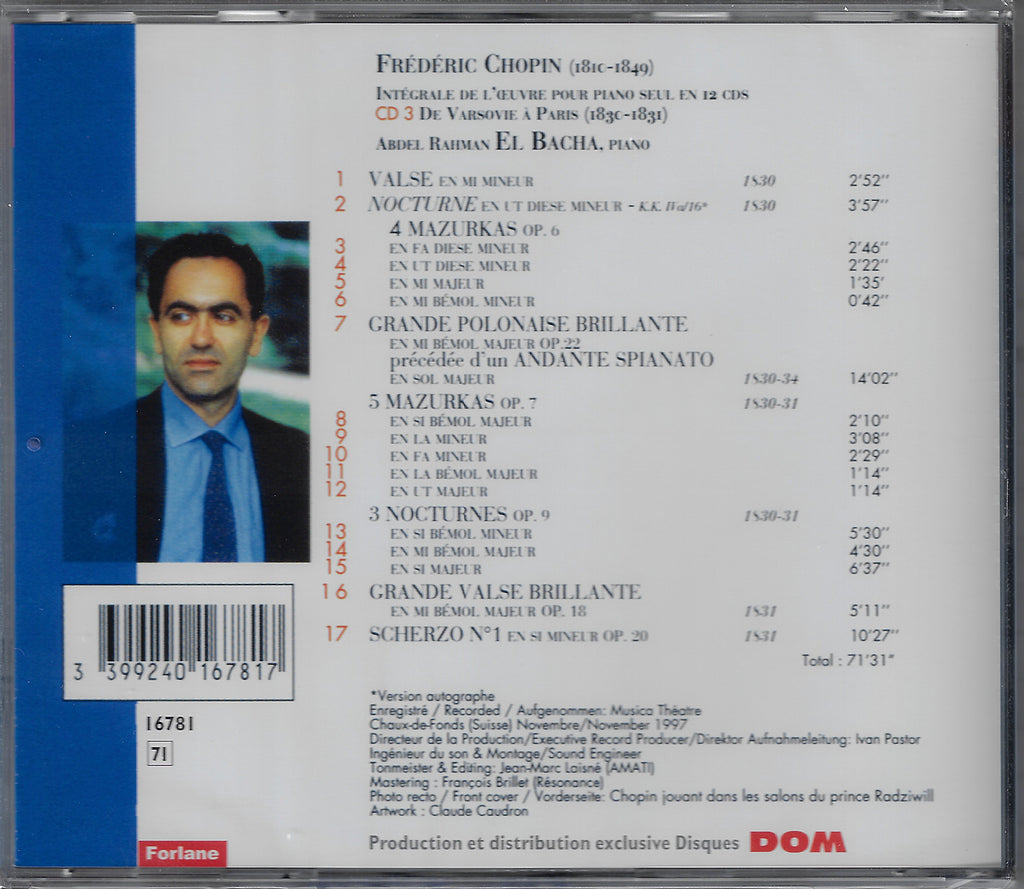 FRÉDÉRIC CHOPIN (1810-1849)
INTÉGRALE DE L'ŒUVRE POUR PIANO SEUL EN 12 CDS
CD 3 DE VARSOVIE À PARIS (1830-1831)
ABDEL RAHMAN EL BACHA, PIANO
1 VALSE EN MI MINEUR 1830 2'52"
2 NOCTURNE EN UT DIESE MINEUR - K.K. IVa/16* 1830 3'57"
4 MAZURKAS OP. 6
3 EN FA DIESE MINEUR 2'46"
4 EN UT DIESE MINEUR 2'22"
5 EN MI MAJEUR 1'35'
6 EN MI BÉMOL MINEUR 0'42"
7 GRANDE POLONAISE BRILLANTE
EN MI BÉMOL MAJEUR OP.22
précédée d'un ANDANTE SPIANATO
EN SOL MAJEUR 1830-34 14'02"
5 MAZURKAS OP. 7 1830-31
8 EN SI BÉMOL MAJEUR 2'10"
9 EN LA MINEUR 3'08"
10 EN FA MINEUR 2'29"
11 EN LA BÉMOL MAJEUR 1'14"
12 EN UT MAJEUR 1'14"
3 NOCTURNES OP. 9 1830-31
13 EN SI BÉMOL MINEUR 5'30"
14 EN MI BÉMOL MAJEUR 4'30"
15 EN SI MAJEUR 6'37"
16 GRANDE VALSE BRILLANTE
EN MI BÉMOL MAJEUR OP. 18 1831 5'11"
17 SCHERZO N°1 EN SI MINEUR OP. 20 1831 10'27"
Total : 71'31"
3 399240 167817
16781
71
*Version autographe
Enregistré / Recorded / Aufgenommen: Musica Théatre
Chaux-de-Fonds (Suisse) Novembre/November 1997
Directeur de la Production/Executive Record Producer/Direktor Aufnahmeleitung: Ivan Pastor
Ingénieur du son & Montage/Sound Engineer
Tonmeister & Editing: Jean-Marc Laisné (AMATI)
Mastering : François Brillet (Résonance)
Photo recto / Front cover / Vorderseite: Chopin jouant dans les salons du prince Radziwill
Artwork : Claude Caudron
Production et distribution exclusive Disques DOM
Forlane